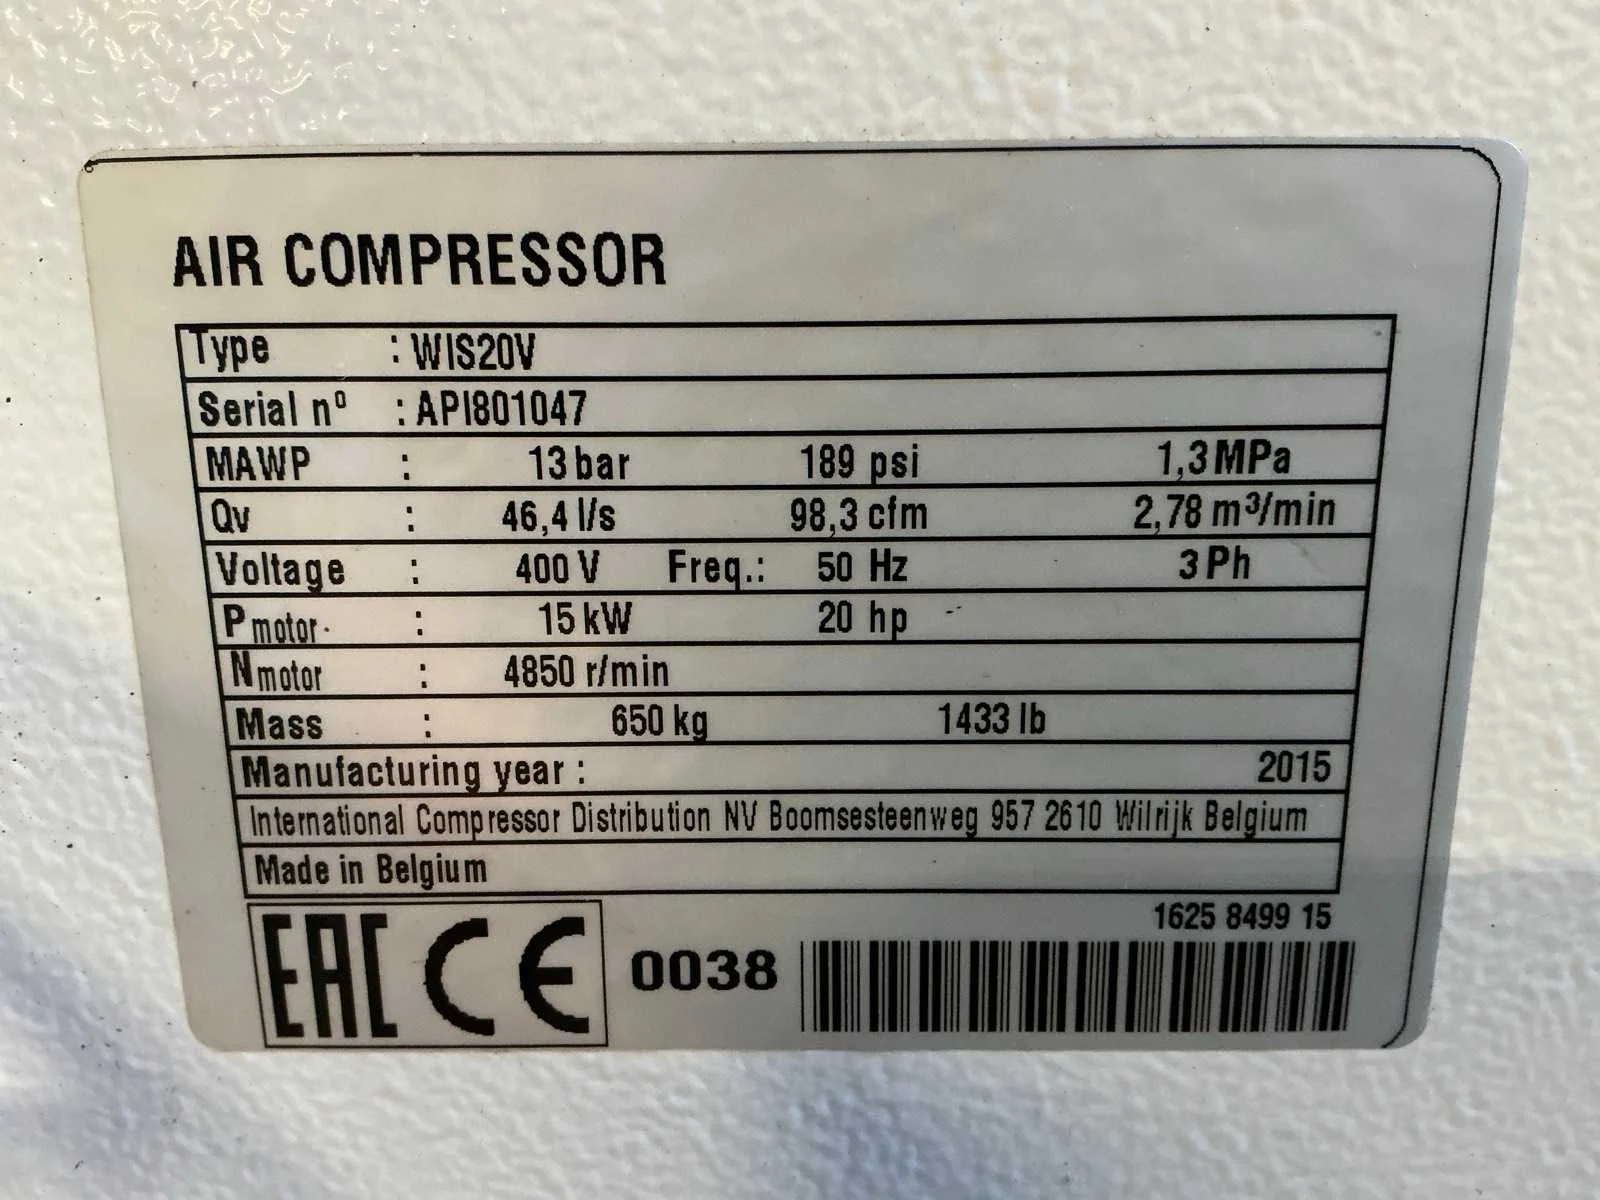 AIR COMPRESSOR
Type : WIS20V
Serial nº : API801047
MAWP : 13 bar 189 psi 1,3 MPa
Qv : 46,4 l/s 98,3 cfm 2,78 m³/min
Voltage : 400 V Freq.: 50 Hz 3 Ph
P motor : 15 kW 20 hp
N motor : 4850 r/min
Mass : 650 kg 1433 lb
Manufacturing year : 2015
International Compressor Distribution NV Boomsesteenweg 957 2610 Wilrijk Belgium
Made in Belgium
1625 8499 15
EAC CE 0038